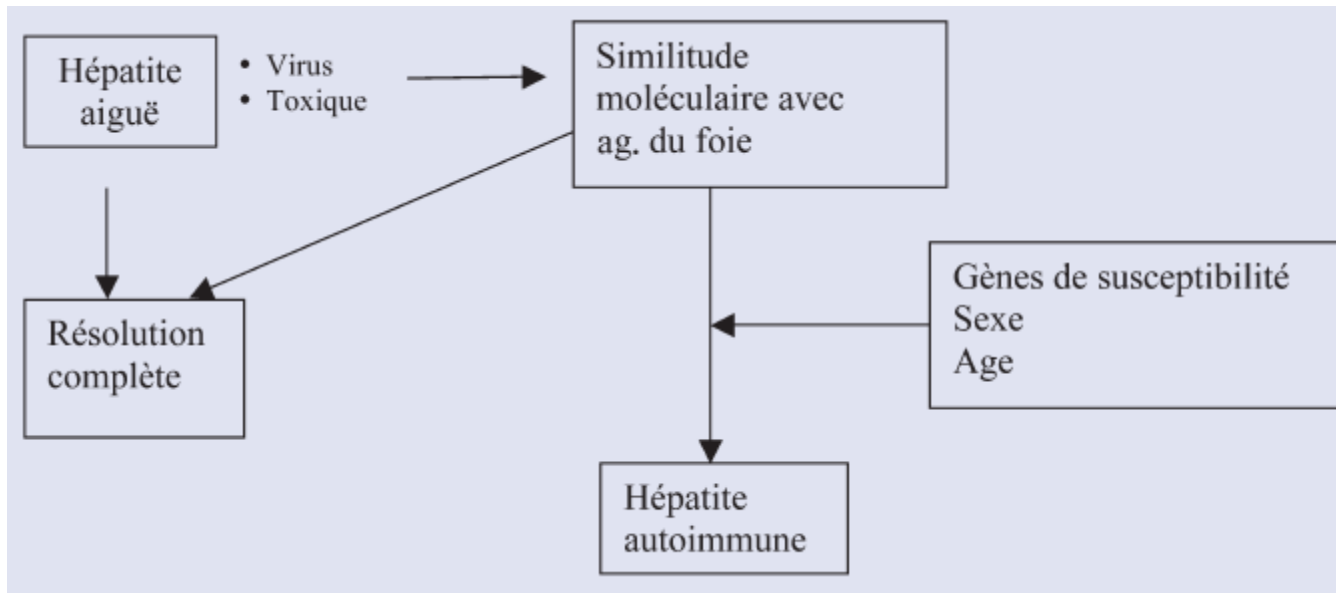 Hépatite
aiguë
• Virus
• Toxique
Similitude
moléculaire avec
ag. du foie
Gènes de susceptibilité
Sexe
Age
Résolution
complète
Hépatite
autoimmune